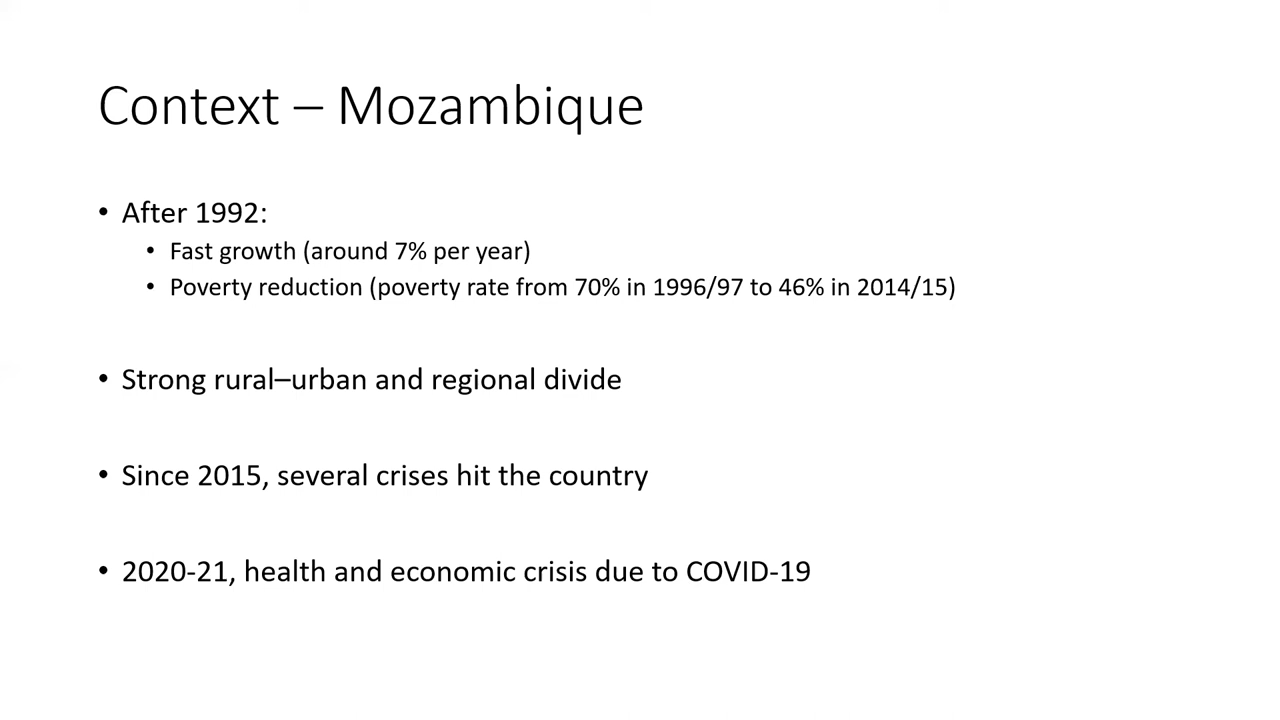 Context – Mozambique
• After 1992:
• Fast growth (around 7% per year)
• Poverty reduction (poverty rate from 70% in 1996/97 to 46% in 2014/15)
• Strong rural–urban and regional divide
• Since 2015, several crises hit the country
• 2020-21, health and economic crisis due to COVID-19